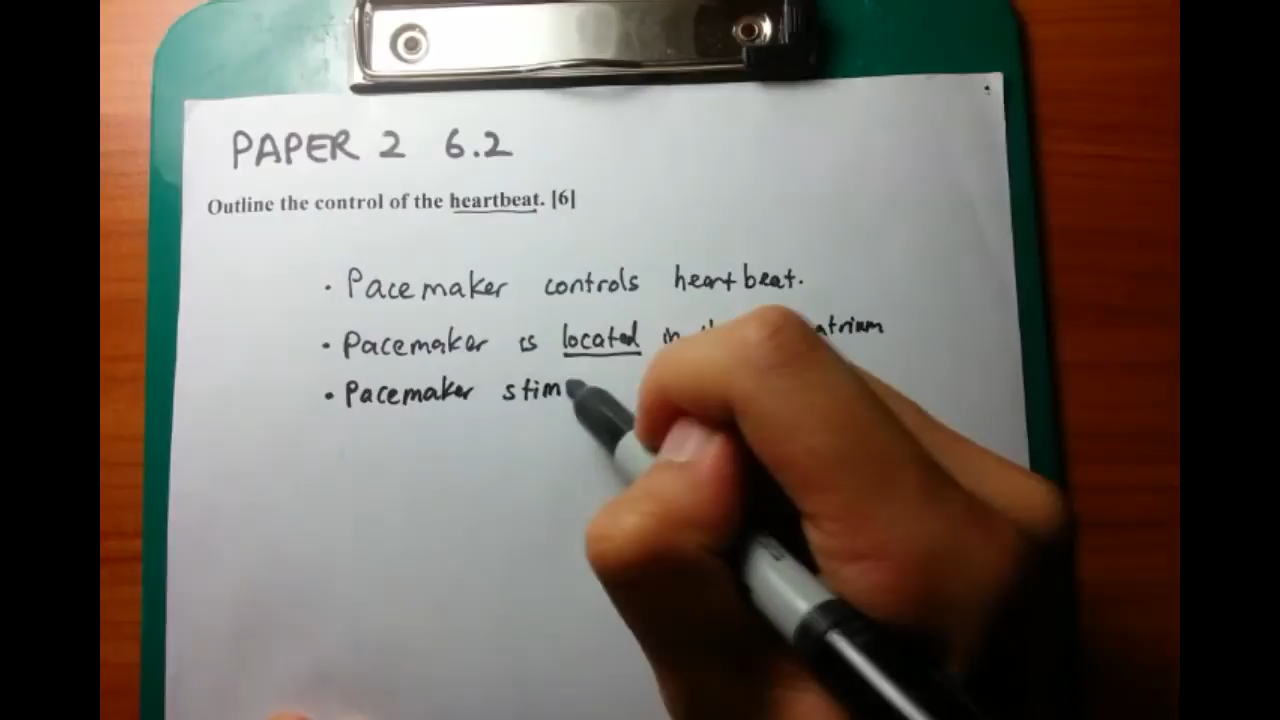 PAPER 2 6.2
Outline the control of the heartbeat. [6]
• Pacemaker controls heartbeat.
• Pacemaker is located in atrium
• Pacemaker stim